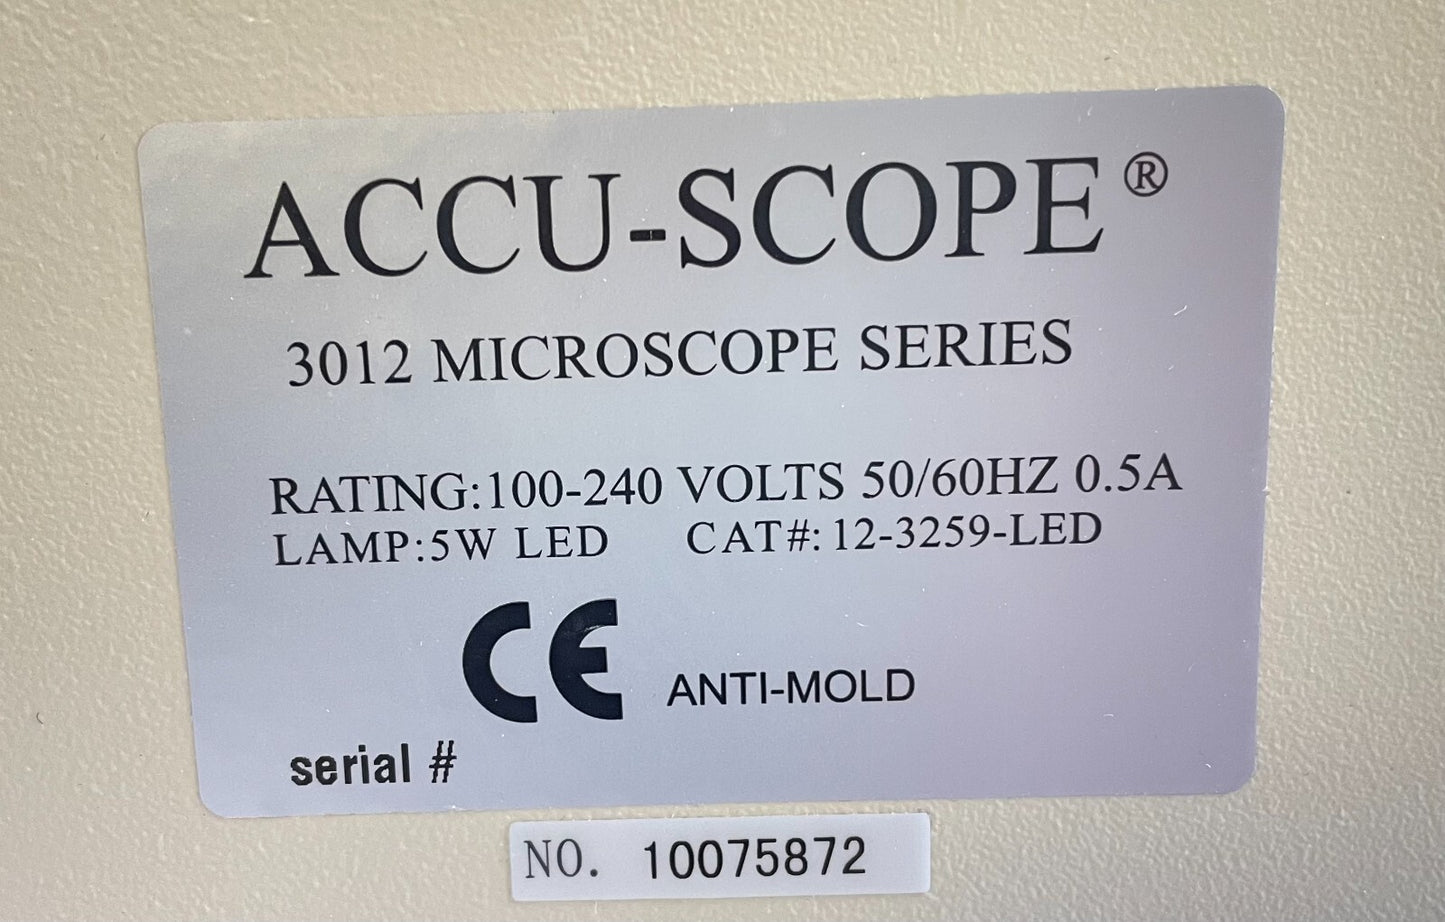 ACCU-SCOPE®
3012 MICROSCOPE SERIES
RATING:100-240 VOLTS 50/60HZ 0.5A
LAMP:5W LED CAT#: 12-3259-LED
CE ANTI-MOLD
serial #
NO. 10075872